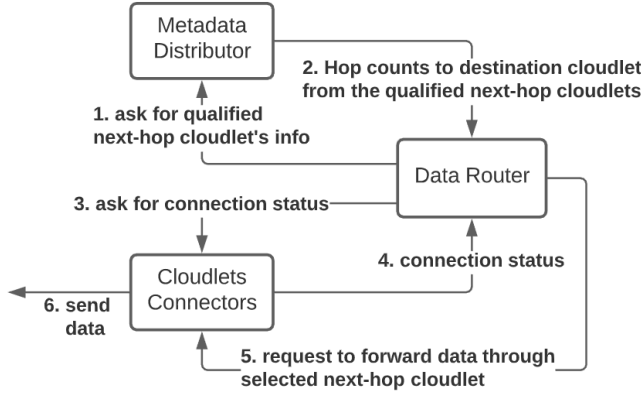 Metadata
Distributor
2. Hop counts to destination cloudlet
from the qualified next-hop cloudlets
1. ask for qualified
next-hop cloudlet's info
Data Router
3. ask for connection status
4. connection status
Cloudlets
Connectors
6. send
data
5. request to forward data through
selected next-hop cloudlet